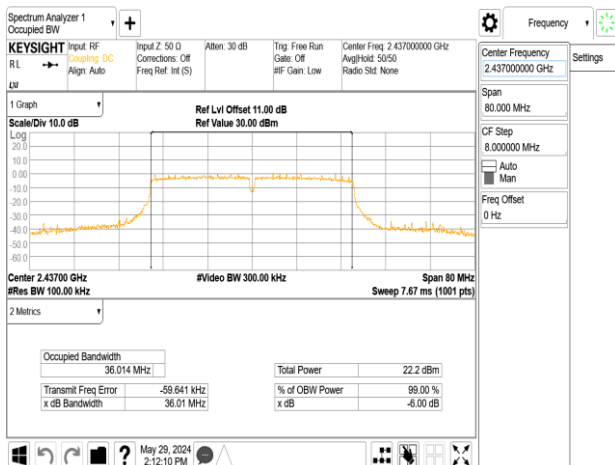 Spectrum Analyzer 1
Occupied BW
+
Frequency
KEYSIGHT
RL
Input: RF
Coupling: DC
Align: Auto
Input Z: 50 Ω
Corrections: Off
Freq Ref: Int (S)
Atten: 30 dB
Trig: Free Run
Gate: Off
#IF Gain: Low
Center Freq: 2.437000000 GHz
Avg|Hold: 50/50
Radio Std: None
Center Frequency
2.437000000 GHz
Settings
Span
80.000 MHz
CF Step
8.000000 MHz
Auto
Man
Freq Offset
0 Hz
1 Graph
Scale/Div 10.0 dB
Ref Lvl Offset 11.00 dB
Ref Value 30.00 dBm
Log
20.0
10.0
0.00
-10.0
-20.0
-30.0
-40.0
-50.0
-60.0
Center 2.43700 GHz
#Res BW 100.00 kHz
#Video BW 300.00 kHz
Span 80 MHz
Sweep 7.67 ms (1001 pts)
2 Metrics
Occupied Bandwidth
36.014 MHz
Transmit Freq Error -59.641 kHz
x dB Bandwidth 36.01 MHz
Total Power 22.2 dBm
% of OBW Power 99.00 %
x dB -6.00 dB
?
May 29, 2024
2:12:10 PM